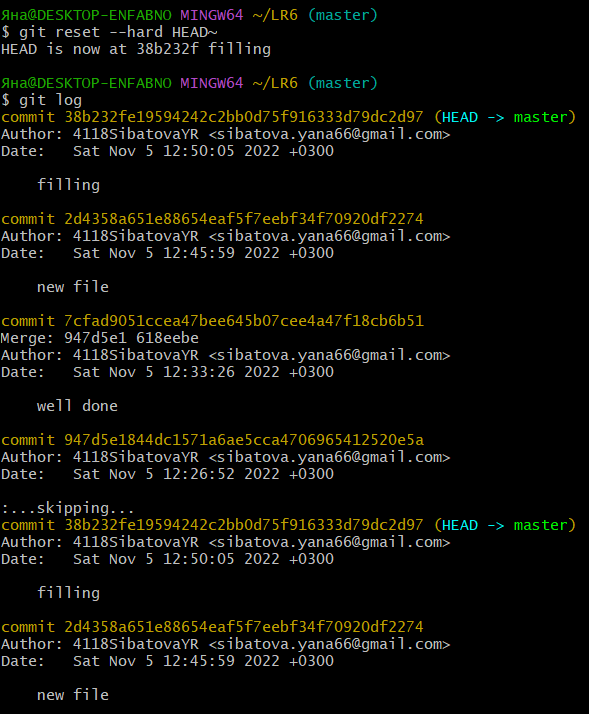 Яна@DESKTOP-ENFABNO MINGW64 ~/LR6 (master)
$ git reset --hard HEAD~
HEAD is now at 38b232f filling
Яна@DESKTOP-ENFABNO MINGW64 ~/LR6 (master)
$ git log
commit 38b232fe19594242c2bb0d75f916333d79dc2d97 (HEAD -> master)
Author: 4118SibatovaYR <sibatova.yana66@gmail.com>
Date:   Sat Nov 5 12:50:05 2022 +0300
    filling
commit 2d4358a651e88654eaf5f7eebf34f70920df2274
Author: 4118SibatovaYR <sibatova.yana66@gmail.com>
Date:   Sat Nov 5 12:45:59 2022 +0300
    new file
commit 7cfad9051ccea47bee645b07cee4a47f18cb6b51
Merge: 947d5e1 618eebe
Author: 4118SibatovaYR <sibatova.yana66@gmail.com>
Date:   Sat Nov 5 12:33:26 2022 +0300
    well done
commit 947d5e1844dc1571a6ae5cca4706965412520e5a
Author: 4118SibatovaYR <sibatova.yana66@gmail.com>
Date:   Sat Nov 5 12:26:52 2022 +0300
:...skipping...
commit 38b232fe19594242c2bb0d75f916333d79dc2d97 (HEAD -> master)
Author: 4118SibatovaYR <sibatova.yana66@gmail.com>
Date:   Sat Nov 5 12:50:05 2022 +0300
    filling
commit 2d4358a651e88654eaf5f7eebf34f70920df2274
Author: 4118SibatovaYR <sibatova.yana66@gmail.com>
Date:   Sat Nov 5 12:45:59 2022 +0300
    new file